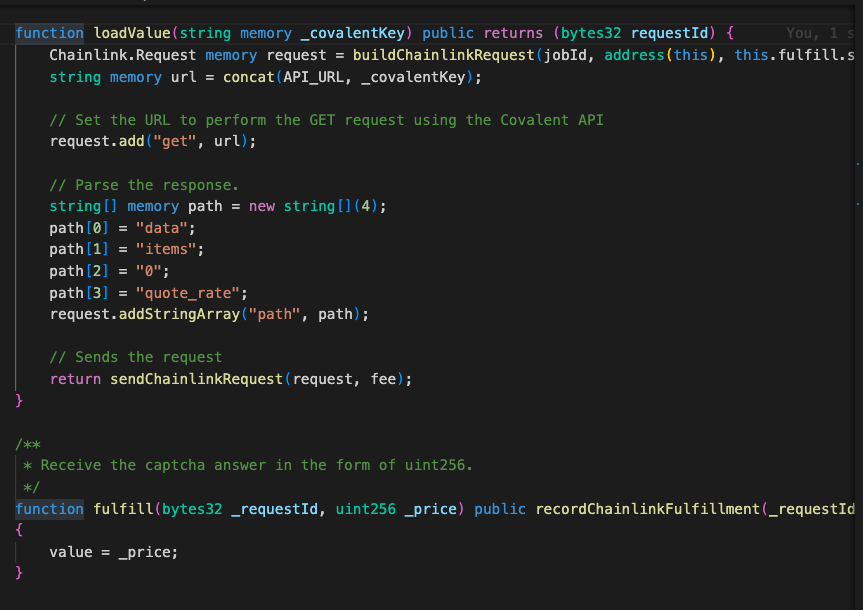 function loadValue(string memory _covalentKey) public returns (bytes32 requestId) { You, 1 s
Chainlink.Request memory request = buildChainlinkRequest(jobId, address(this), this.fulfill.s
string memory url = concat(API_URL, _covalentKey);
// Set the URL to perform the GET request using the Covalent API
request.add("get", url);
// Parse the response.
string[] memory path = new string[](4);
path[0] = "data";
path[1] = "items";
path[2] = "0";
path[3] = "quote_rate";
request.addStringArray("path", path);
// Sends the request
return sendChainlinkRequest(request, fee);
}
/**
* Receive the captcha answer in the form of uint256.
*/
function fulfill(bytes32 _requestId, uint256 _price) public recordChainlinkFulfillment(_requestId
{
value = _price;
}